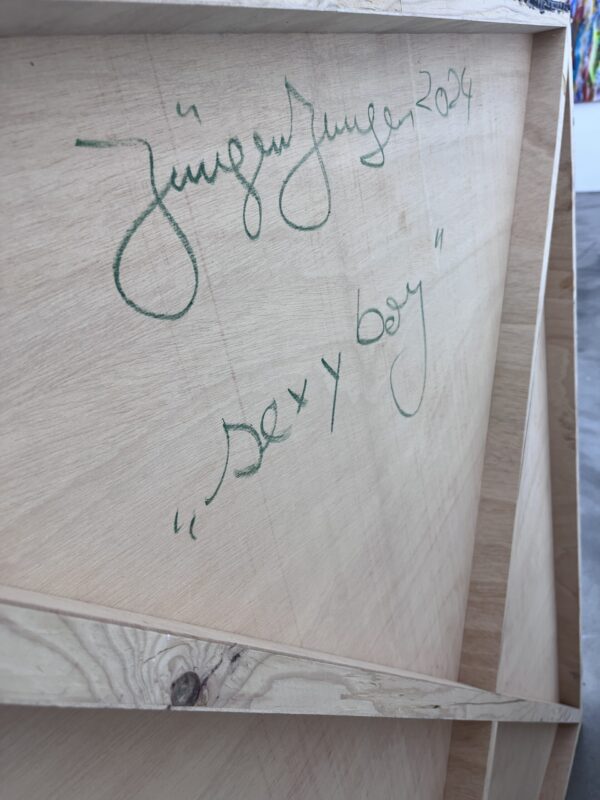 Jürgen 2024
„sexy boy"